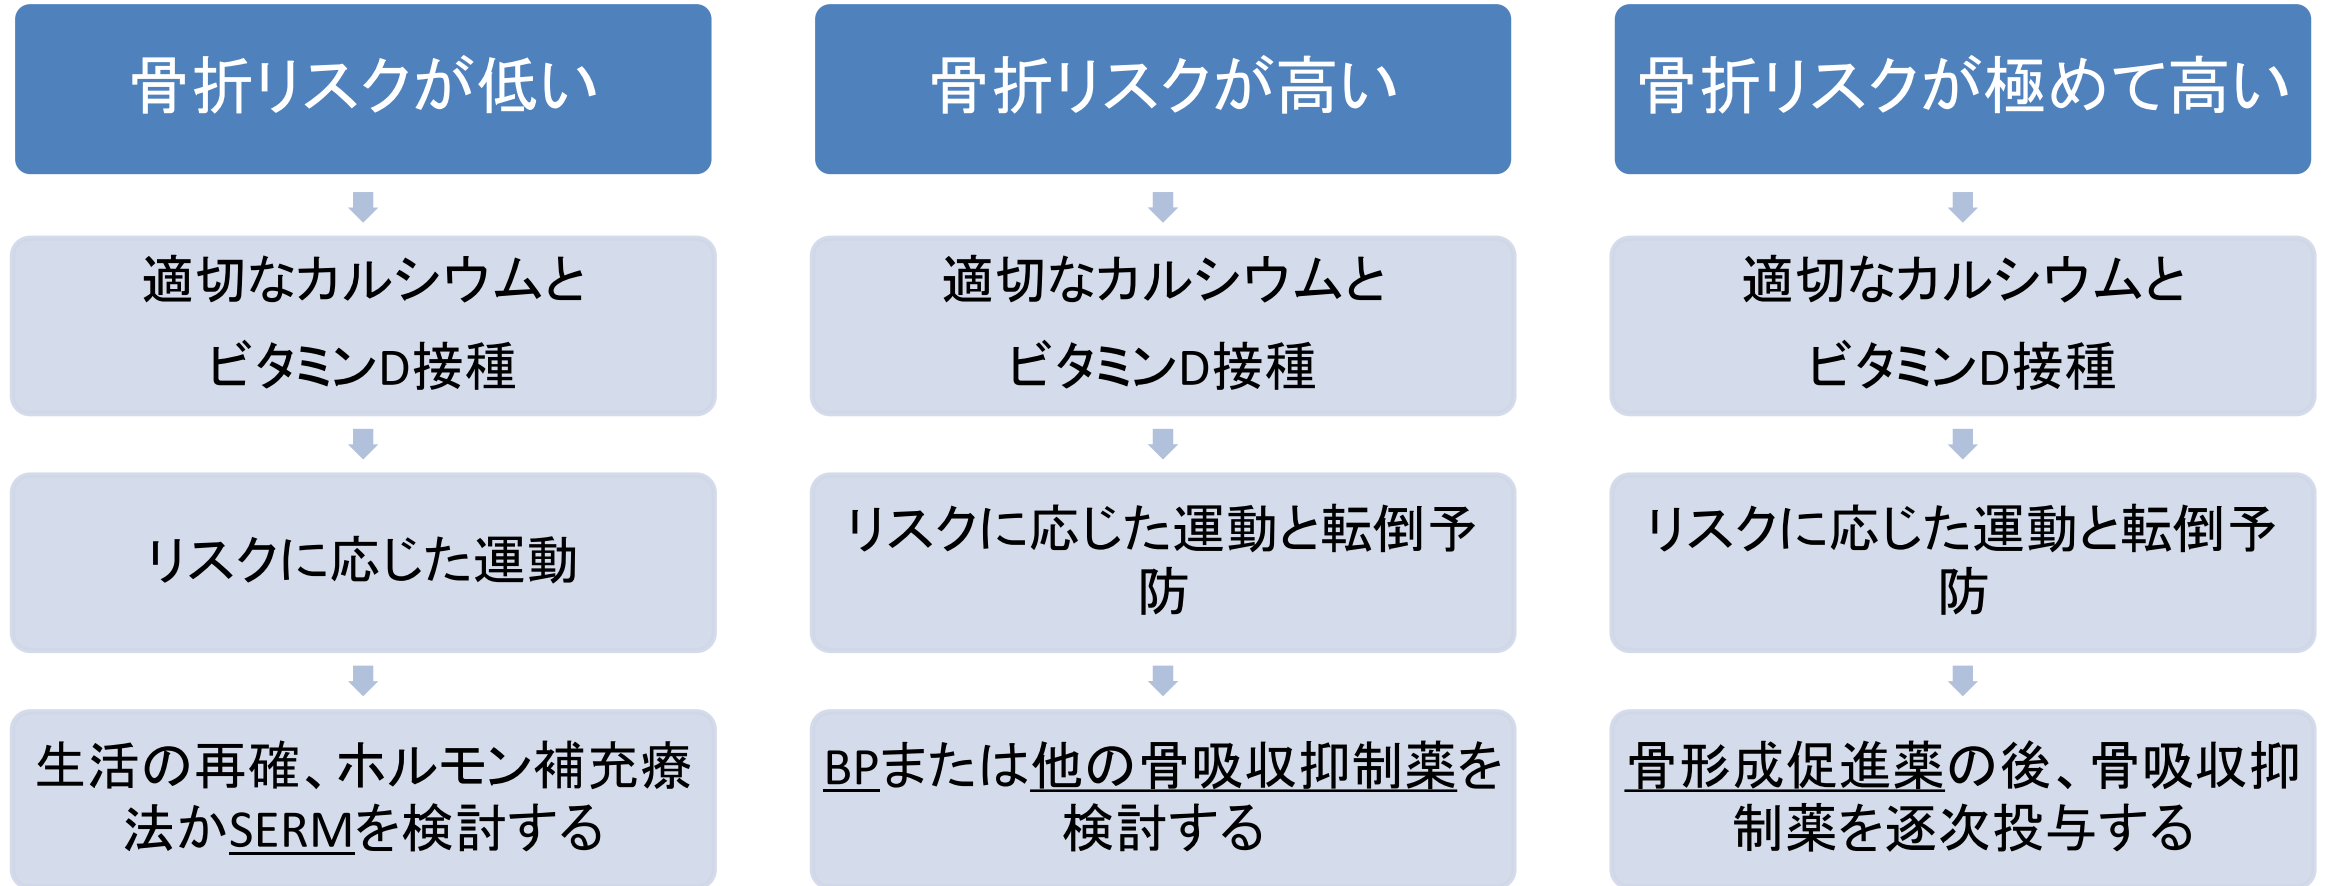 骨折リスクが低い
適切なカルシウムと
ビタミンD接種
リスクに応じた運動
生活の再確、ホルモン補充療
法かSERMを検討する
骨折リスクが高い
適切なカルシウムと
ビタミンD接種
リスクに応じた運動と転倒予
防
BPまたは他の骨吸収抑制薬を
検討する
骨折リスクが極めて高い
適切なカルシウムと
ビタミンD接種
リスクに応じた運動と転倒予
防
骨形成促進薬の後、骨吸収抑
制薬を逐次投与する